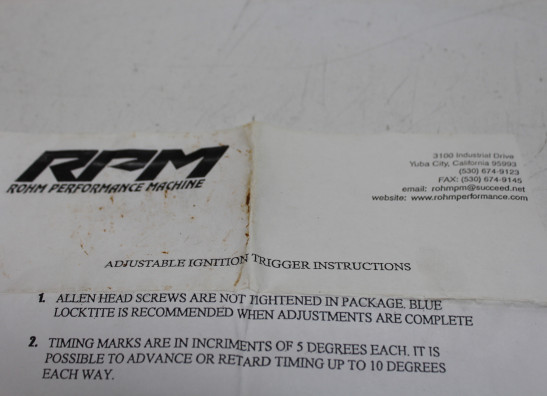 RPM
ROHM PERFORMANCE MACHINE
3100 Industrial Drive
Yuba City, California 95993
(530) 674-9123
FAX: (530) 674-9145
email: rohmpm@succeed.net
website: www.rohmperformance.com
ADJUSTABLE IGNITION TRIGGER INSTRUCTIONS
1. ALLEN HEAD SCREWS ARE NOT TIGHTENED IN PACKAGE. BLUE
LOCKTITE IS RECOMMENDED WHEN ADJUSTMENTS ARE COMPLETE
2. TIMING MARKS ARE IN INCRIMENTS OF 5 DEGREES EACH. IT IS
POSSIBLE TO ADVANCE OR RETARD TIMING UP TO 10 DEGREES
EACH WAY.